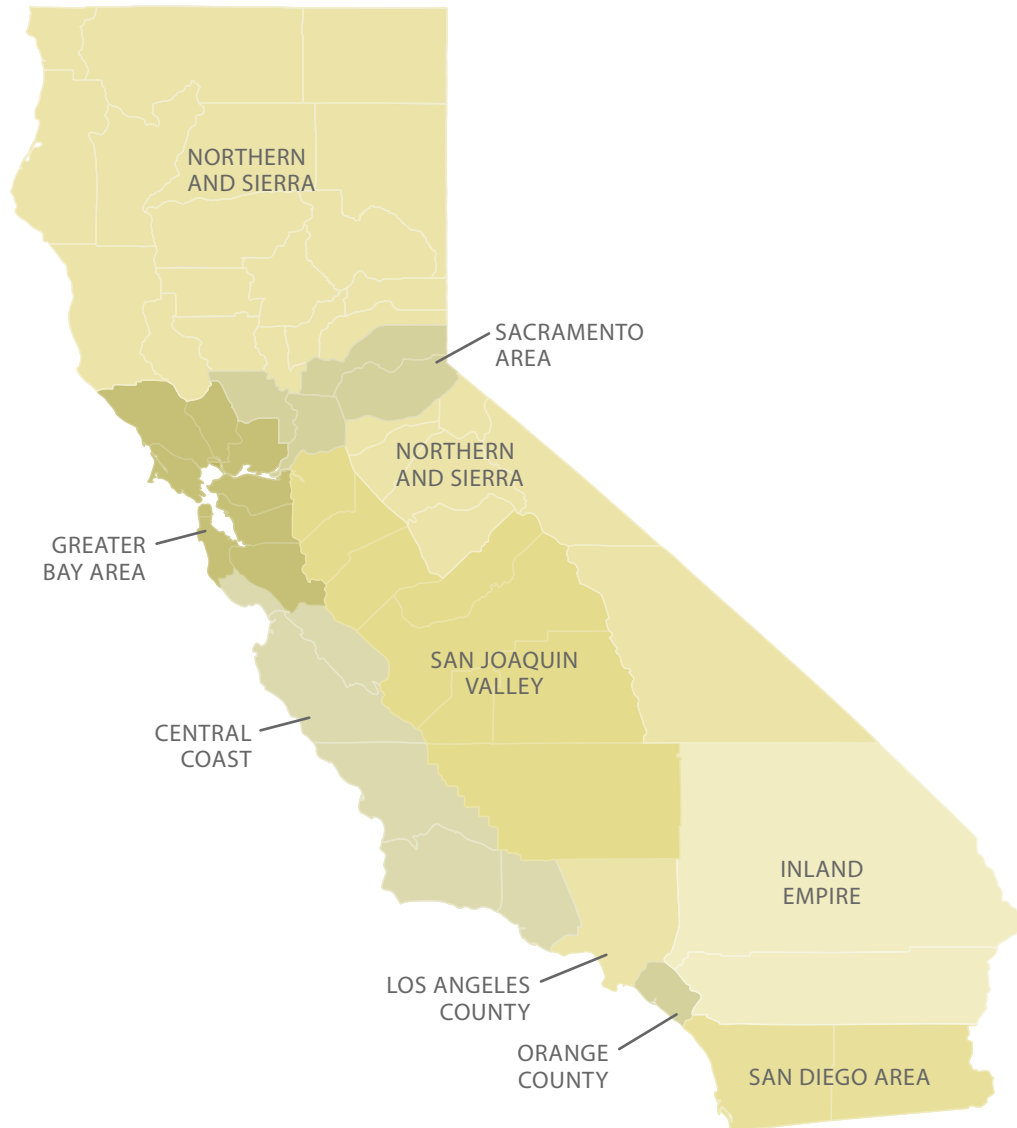 NORTHERN
AND SIERRA
SACRAMENTO
AREA
NORTHERN
AND SIERRA
GREATER
BAY AREA
SAN JOAQUIN
VALLEY
CENTRAL
COAST
INLAND
EMPIRE
LOS ANGELES
COUNTY
ORANGE
COUNTY
SAN DIEGO AREA